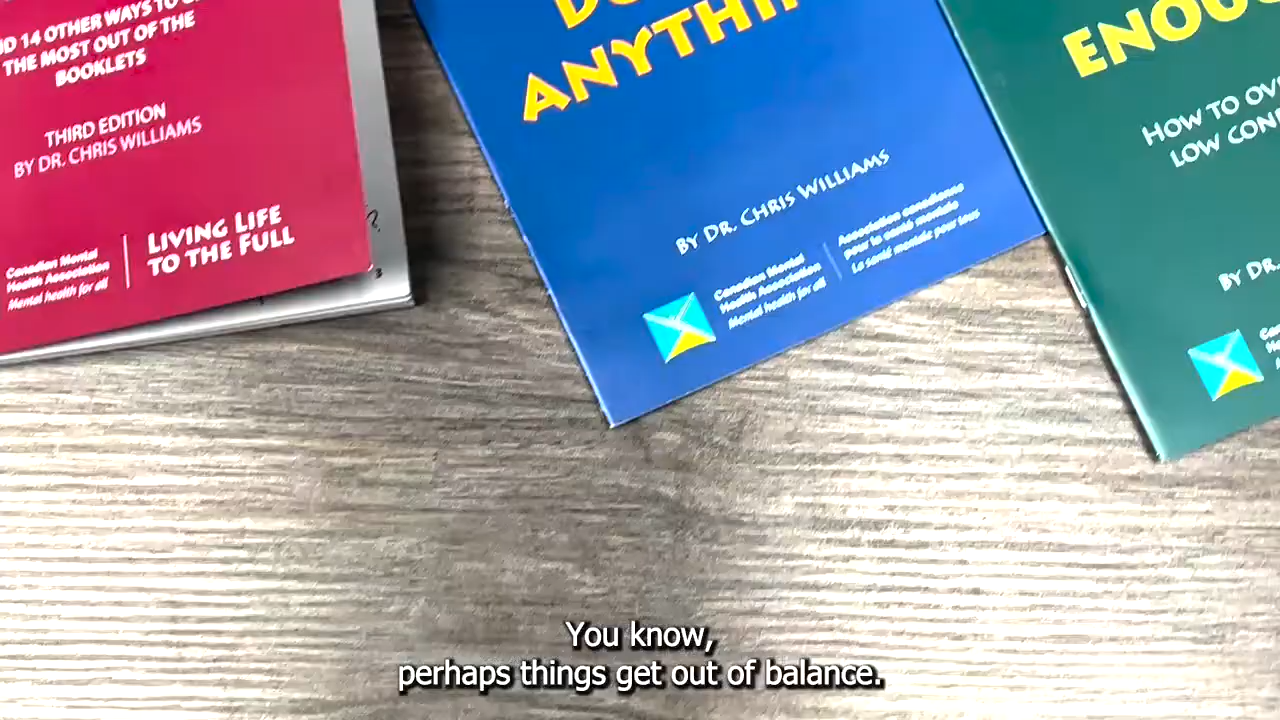 14 OTHER WAYS TO
THE MOST OUT OF THE
BOOKLETS
THIRD EDITION
BY DR. CHRIS WILLIAMS
Canadian Mental
Health Association
Mental health for all
LIVING LIFE
TO THE FULL
3
ANYTHI
BY DR. CHRIS WILLIAMS
Canadian Mental
Health Association
Mental health for all
Association canadienne
pour la santé mentale
La santé mentale pour tous
ENOU
HOW TO OV
LOW CON
BY DR.
You know,
perhaps things get out of balance.